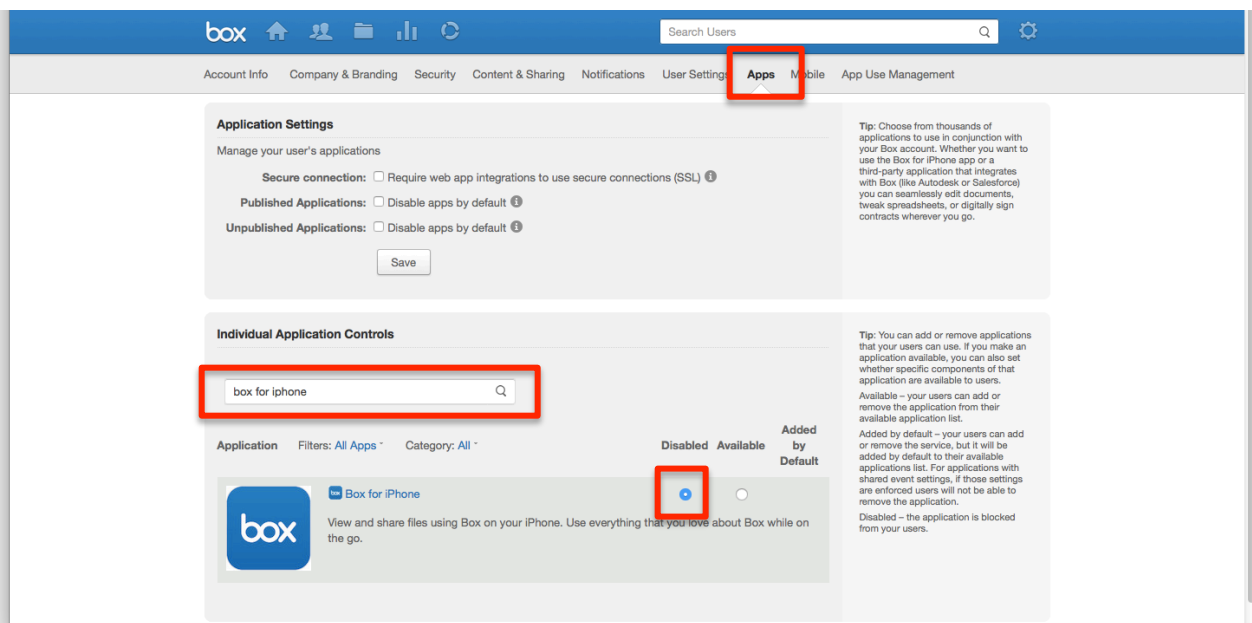 box
Search Users
Account Info Company & Branding Security Content & Sharing Notifications User Settings Apps Mobile App Use Management
Application Settings
Manage your user's applications
Secure connection: Require web app integrations to use secure connections (SSL)
Published Applications: Disable apps by default
Unpublished Applications: Disable apps by default
Save
Tip: Choose from thousands of
applications to use in conjunction with
your Box account. Whether you want to
use the Box for iPhone app or a
third-party application that integrates
with Box (like Autodesk or Salesforce)
you can seamlessly edit documents,
tweak spreadsheets, or digitally sign
contracts wherever you go.
Individual Application Controls
box for iphone
Application Filters: All Apps Category: All Disabled Available Added
by
Default
Box for iPhone
box
View and share files using Box on your iPhone. Use everything that you love about Box while on
the go.
Tip: You can add or remove applications
that your users can use. If you make an
application available, you can also set
whether specific components of that
application are available to users.
Available – your users can add or
remove the application from their
available application list.
Added by default – your users can add
or remove the service, but it will be
added by default to their available
applications list. For applications with
shared event settings, if those settings
are enforced users will not be able to
remove the application.
Disabled – the application is blocked
from your users.